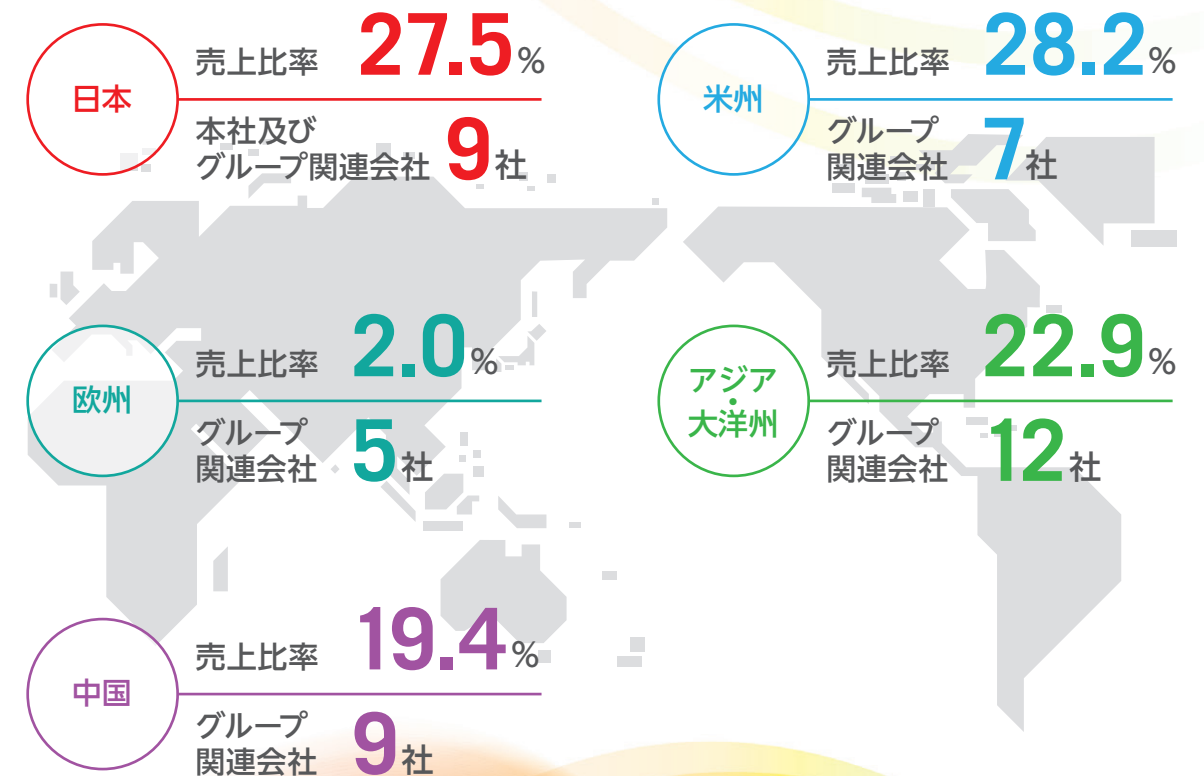 日本
売上比率 27.5%
本社及び
グループ関連会社 9社
米州
売上比率 28.2%
グループ
関連会社 7社
欧州
売上比率 2.0%
グループ
関連会社 5社
アジア
・
大洋州
売上比率 22.9%
グループ
関連会社 12社
中国
売上比率 19.4%
グループ
関連会社 9社